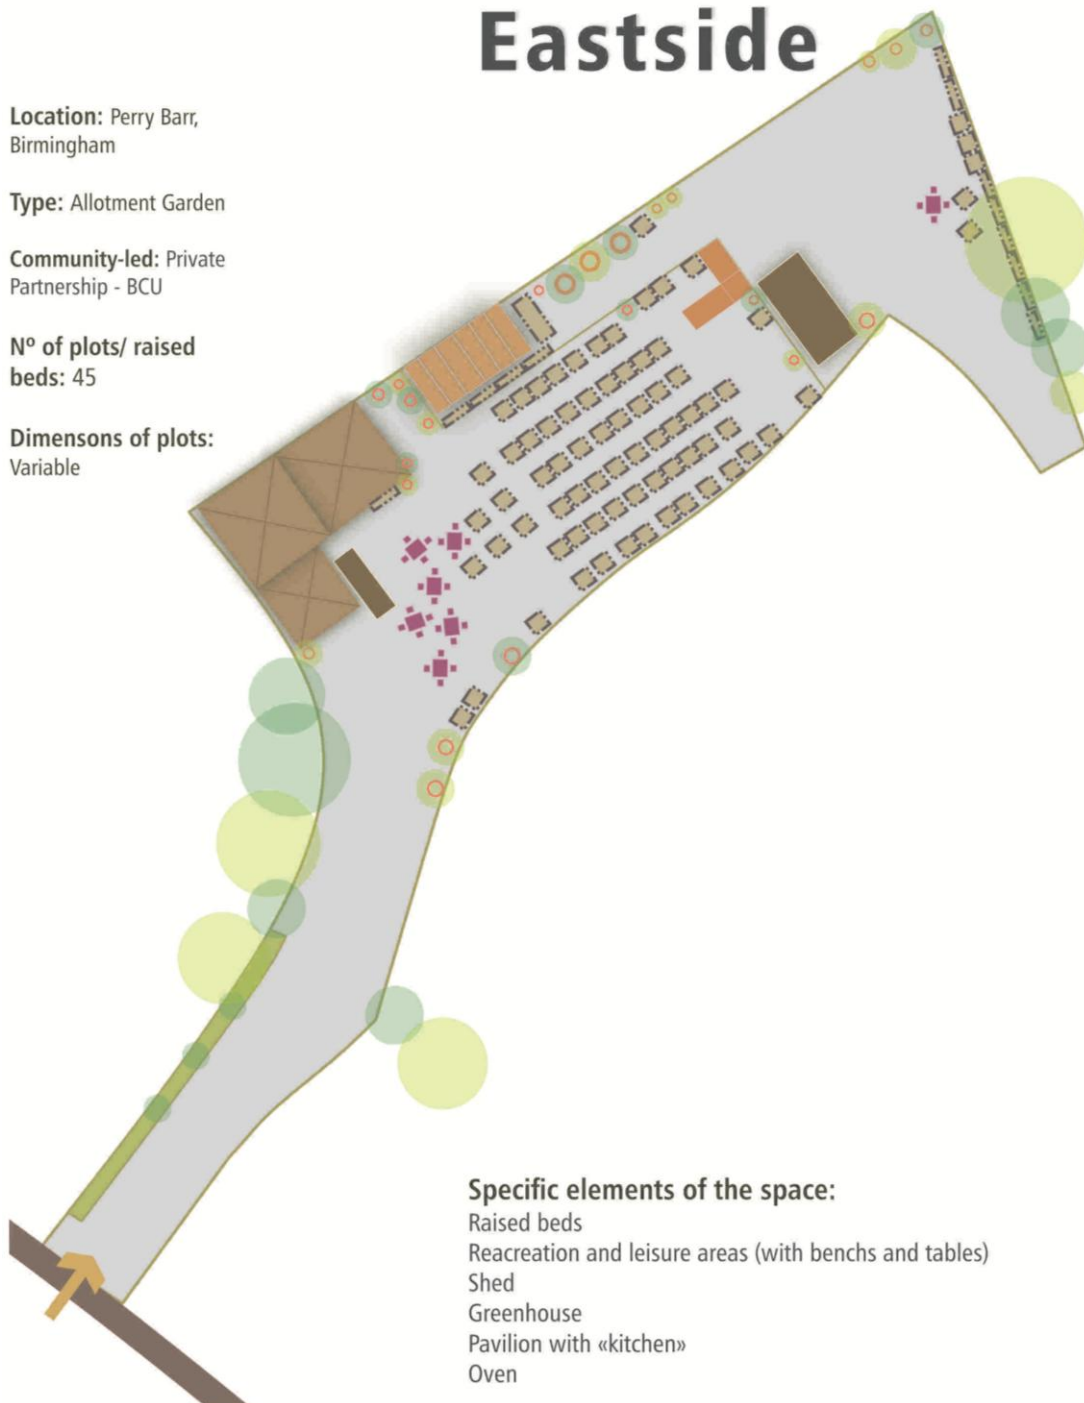 Eastside
Location: Perry Barr,
Birmingham
Type: Allotment Garden
Community-led: Private
Partnership - BCU
Nº of plots/ raised
beds: 45
Dimensons of plots:
Variable
Specific elements of the space:
Raised beds
Reacreation and leisure areas (with benchs and tables)
Shed
Greenhouse
Pavilion with «kitchen»
Oven